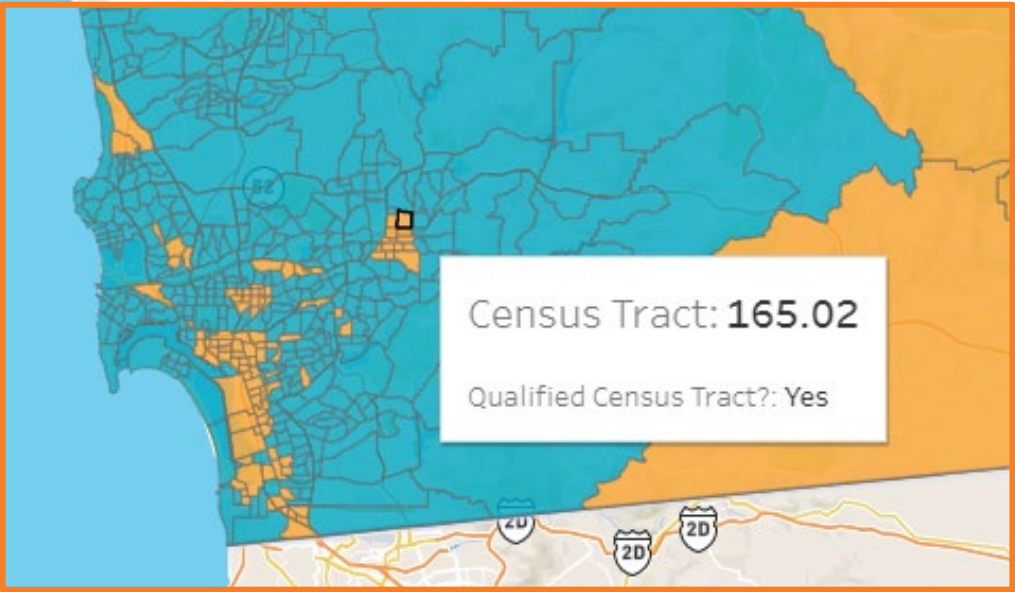 52
Census Tract: 165.02
Qualified Census Tract?: Yes
2D
2D
2D